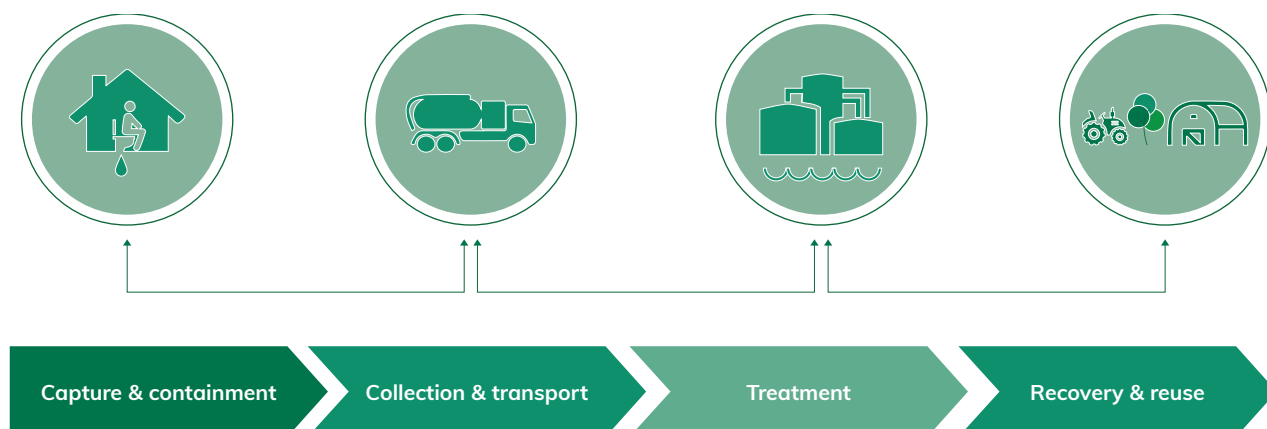 Capture & containment
Collection & transport
Treatment
Recovery & reuse